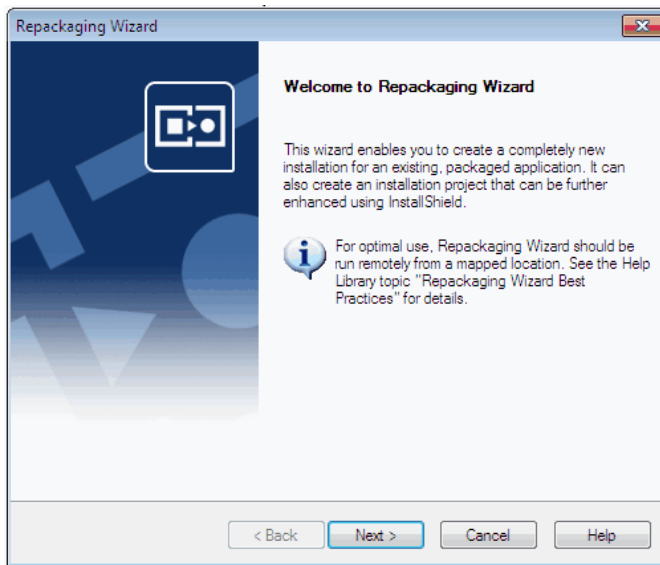 Repackaging Wizard
Welcome to Repackaging Wizard
This wizard enables you to create a completely new
installation for an existing, packaged application. It can
also create an installation project that can be further
enhanced using InstallShield.
For optimal use, Repackaging Wizard should be
run remotely from a mapped location. See the Help
Library topic "Repackaging Wizard Best
Practices" for details.
< Back
Next >
Cancel
Help